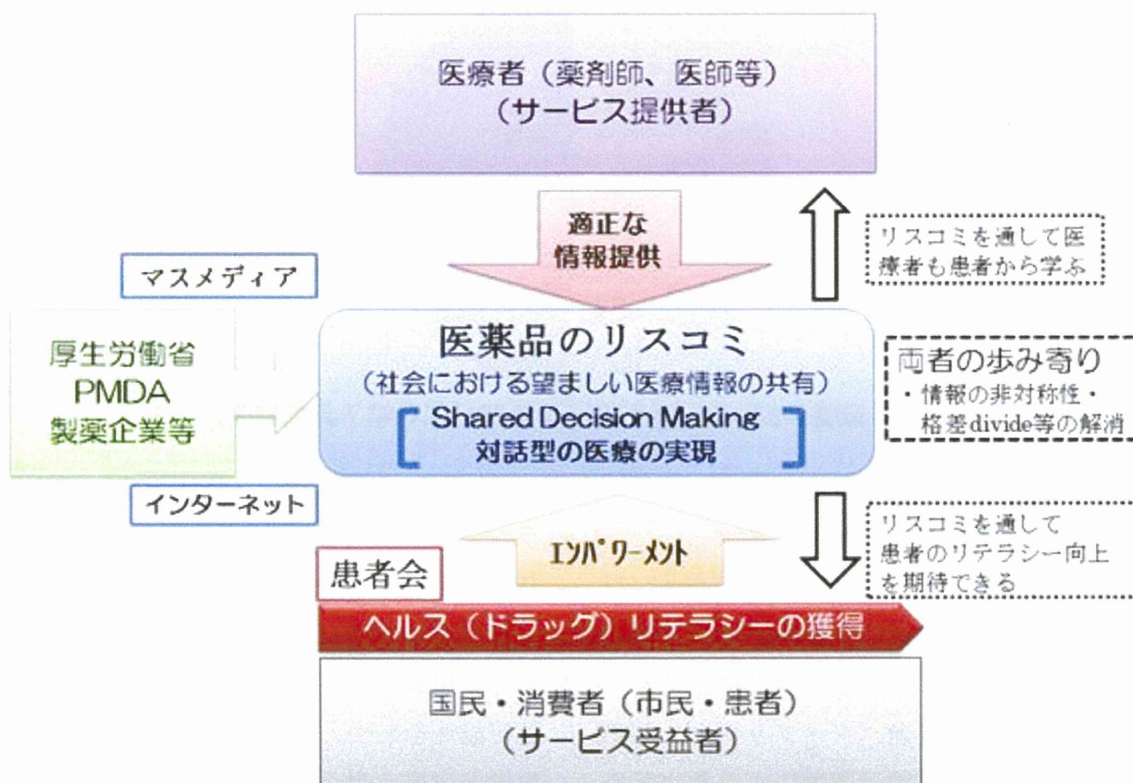 医療者（薬剤師、医師等）
（サービス提供者）
適正な
情報提供
リスコミを通して医
療者も患者から学ぶ
マスメディア
厚生労働省
PMDA
製薬企業等
医薬品のリスコミ
（社会における望ましい医療情報の共有）
Shared Decision Making
対話型の医療の実現
両者の歩み寄り
・情報の非対称性・
格差divide等の解消
インターネット
エンパワーメント
リスコミを通して
患者のリテラシー向上
を期待できる
患者会
ヘルス（ドラッグ）リテラシーの獲得
国民・消費者（市民・患者）
（サービス受益者）